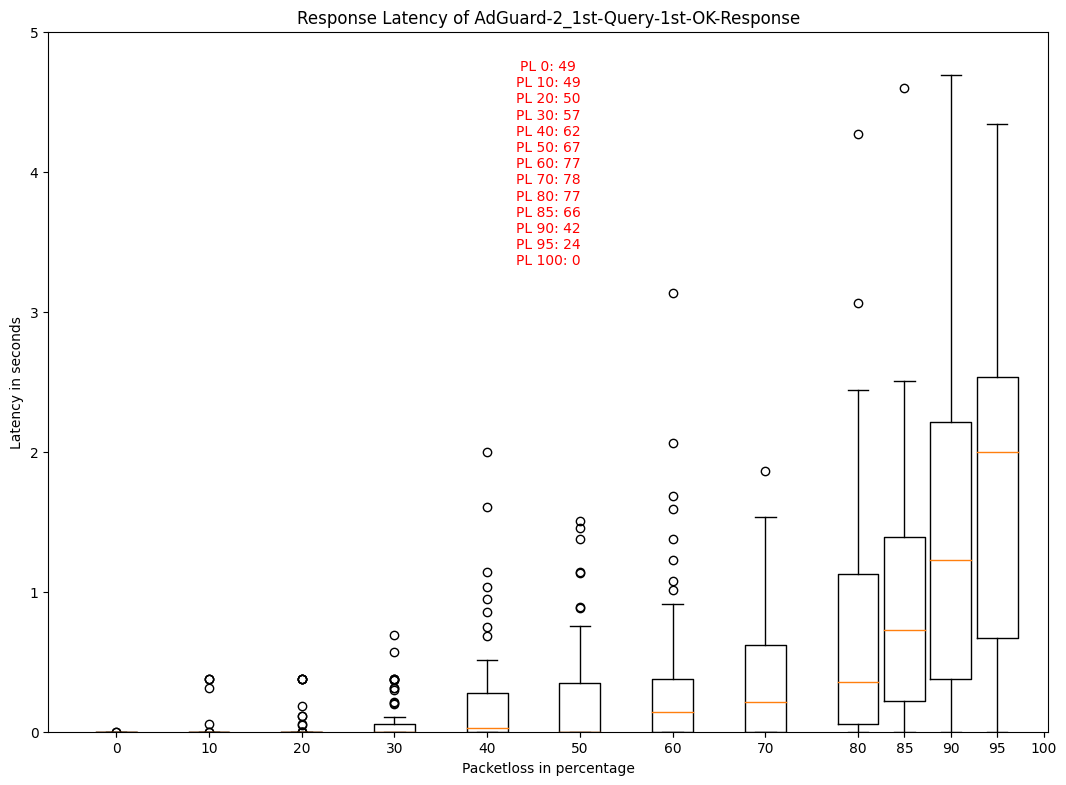 Response Latency of AdGuard-2_1st-Query-1st-OK-Response
5
PL 0: 49
PL 10: 49
PL 20: 50
PL 30: 57
PL 40: 62
PL 50: 67
PL 60: 77
PL 70: 78
PL 80: 77
PL 85: 66
PL 90: 42
PL 95: 24
PL 100: 0
4
3
2
1
0
Latency in seconds
0 10 20 30 40 50 60 70 80 85 90 95 100
Packetloss in percentage